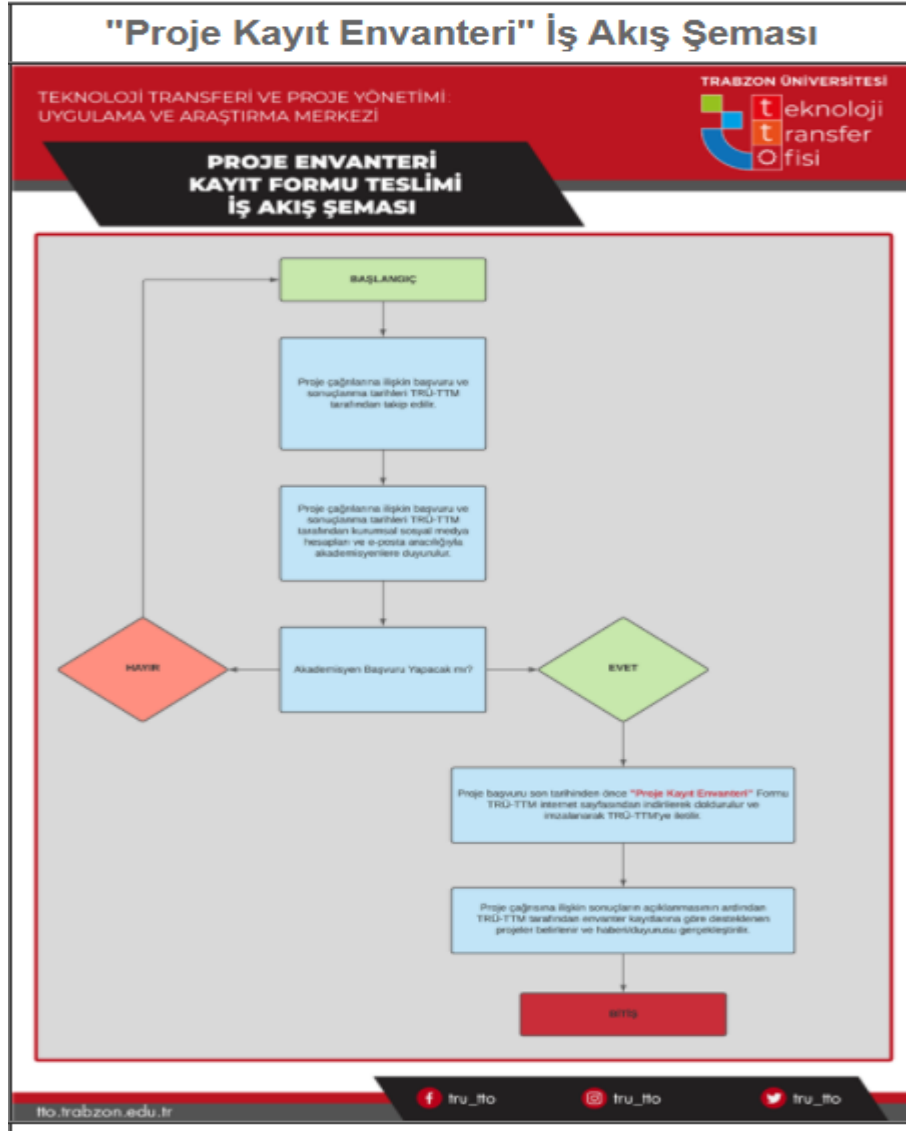 "Proje Kayıt Envanteri" İş Akış Şeması
TEKNOLOJİ TRANSFERİ VE PROJE YÖNETİMİ:
UYGULAMA VE ARAŞTIRMA MERKEZİ
TRABZON ÜNİVERSİTESİ
teknoloji
transfer
Ofisi
PROJE ENVANTERİ
KAYIT FORMU TESLİMİ
İŞ AKIŞ ŞEMASI
BAŞLANGIÇ
Proje çağrılarına ilişkin başvuru ve
sonuçlanma tarihleri TRÜ-TTM
tarafından takip edilir.
Proje çağrılarına ilişkin başvuru ve
sonuçlanma tarihleri TRÜ-TTM
tarafından kurumsal sosyal medya
hesapları ve e-posta aracılığıyla
akademisyenlere duyurulur.
HAYIR
Akademisyen Başvuru Yapacak mı?
EVET
Proje başvuru son tarihinden önce "Proje Kayıt Envanteri" Formu
TRÜ-TTM internet sayfasından indirilerek doldurulur ve
imzalanarak TRÜ-TTM'ye iletilir.
Proje çağrısına ilişkin sonuçların açıklanmasının ardından
TRÜ-TTM tarafından envanter kayıtlarına göre desteklenen
projeler belirlenir ve haberi/duyurusu gerçekleştirilir.
BİTİŞ
tto.trabzon.edu.tr
tru_tto
tru_tto
tru_tto